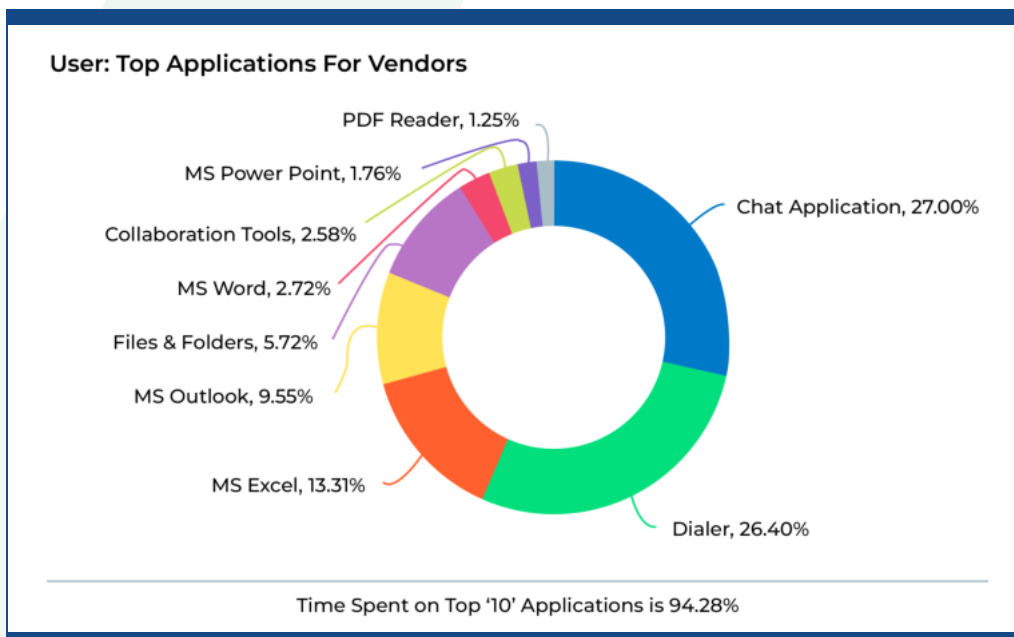 User: Top Applications For Vendors
PDF Reader, 1.25%
MS Power Point, 1.76%
Chat Application, 27.00%
Collaboration Tools, 2.58%
MS Word, 2.72%
Files & Folders, 5.72%
MS Outlook, 9.55%
MS Excel, 13.31%
Dialer, 26.40%
Time Spent on Top ‘10’ Applications is 94.28%